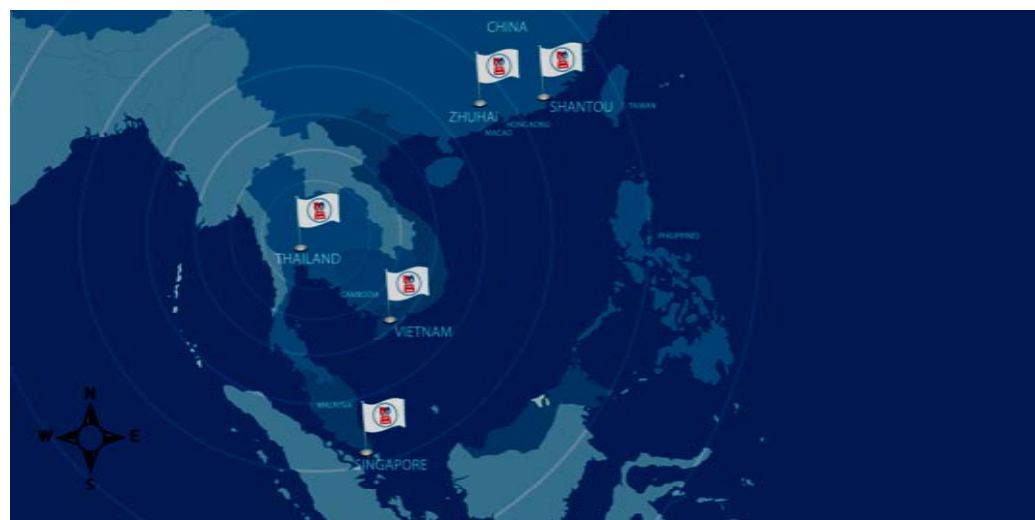 CHINA
ZHUHAI
SHANTOU
TAIWAN
HONGKONG
MACAO
THAILAND
PHILIPPINES
CAMBODIA
VIETNAM
MALAYSIA
SINGAPORE
N
W
E
S